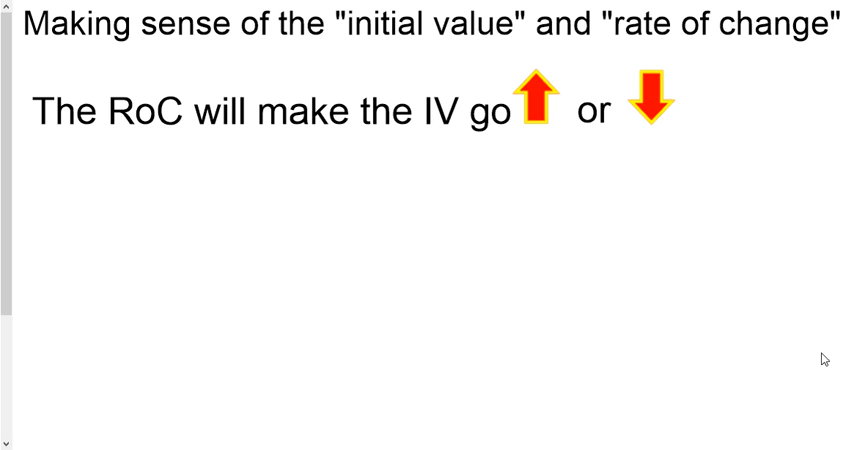 Making sense of the "initial value" and "rate of change"
The RoC will make the IV go or